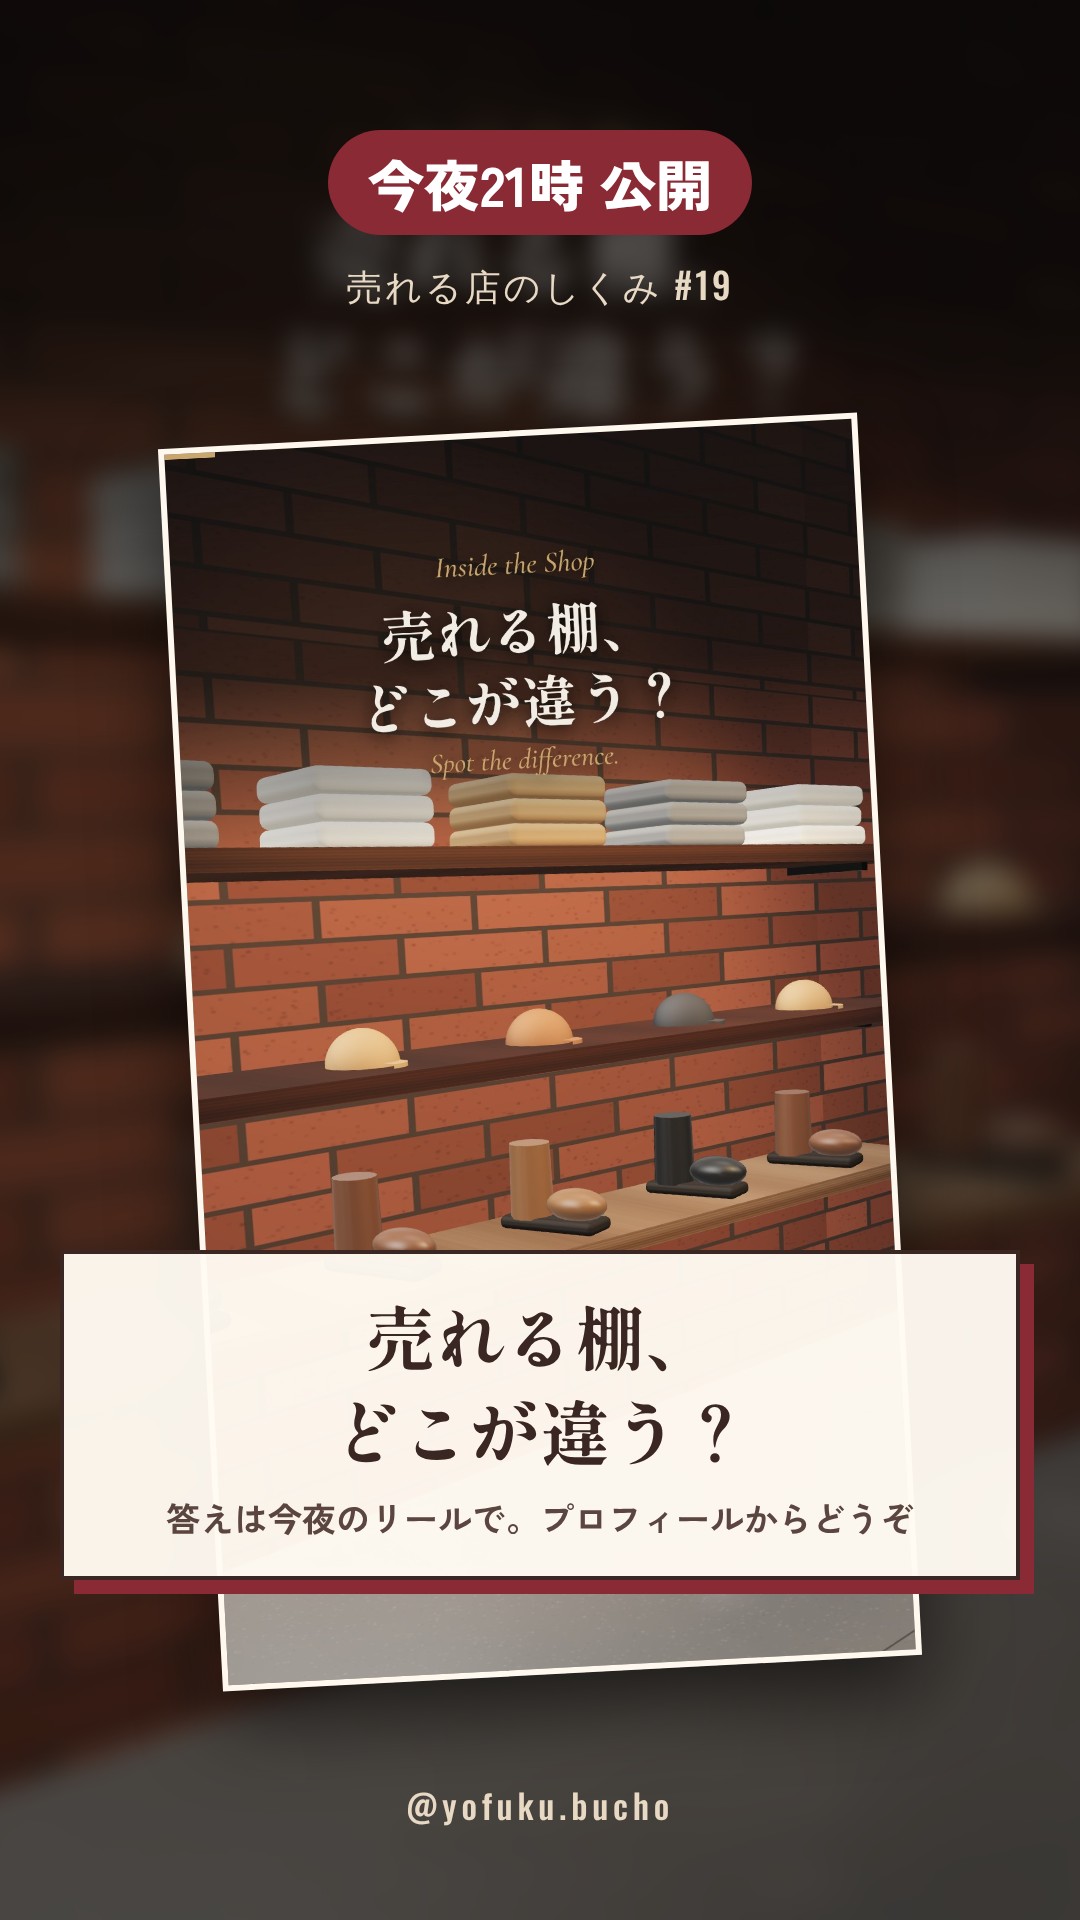 今夜21時 公開
売れる店のしくみ #19
Inside the Shop
売れる棚、
どこが違う？
Spot the difference.
売れる棚、
どこが違う？
答えは今夜のリールで。プロフィールからどうぞ
@yofuku.bucho